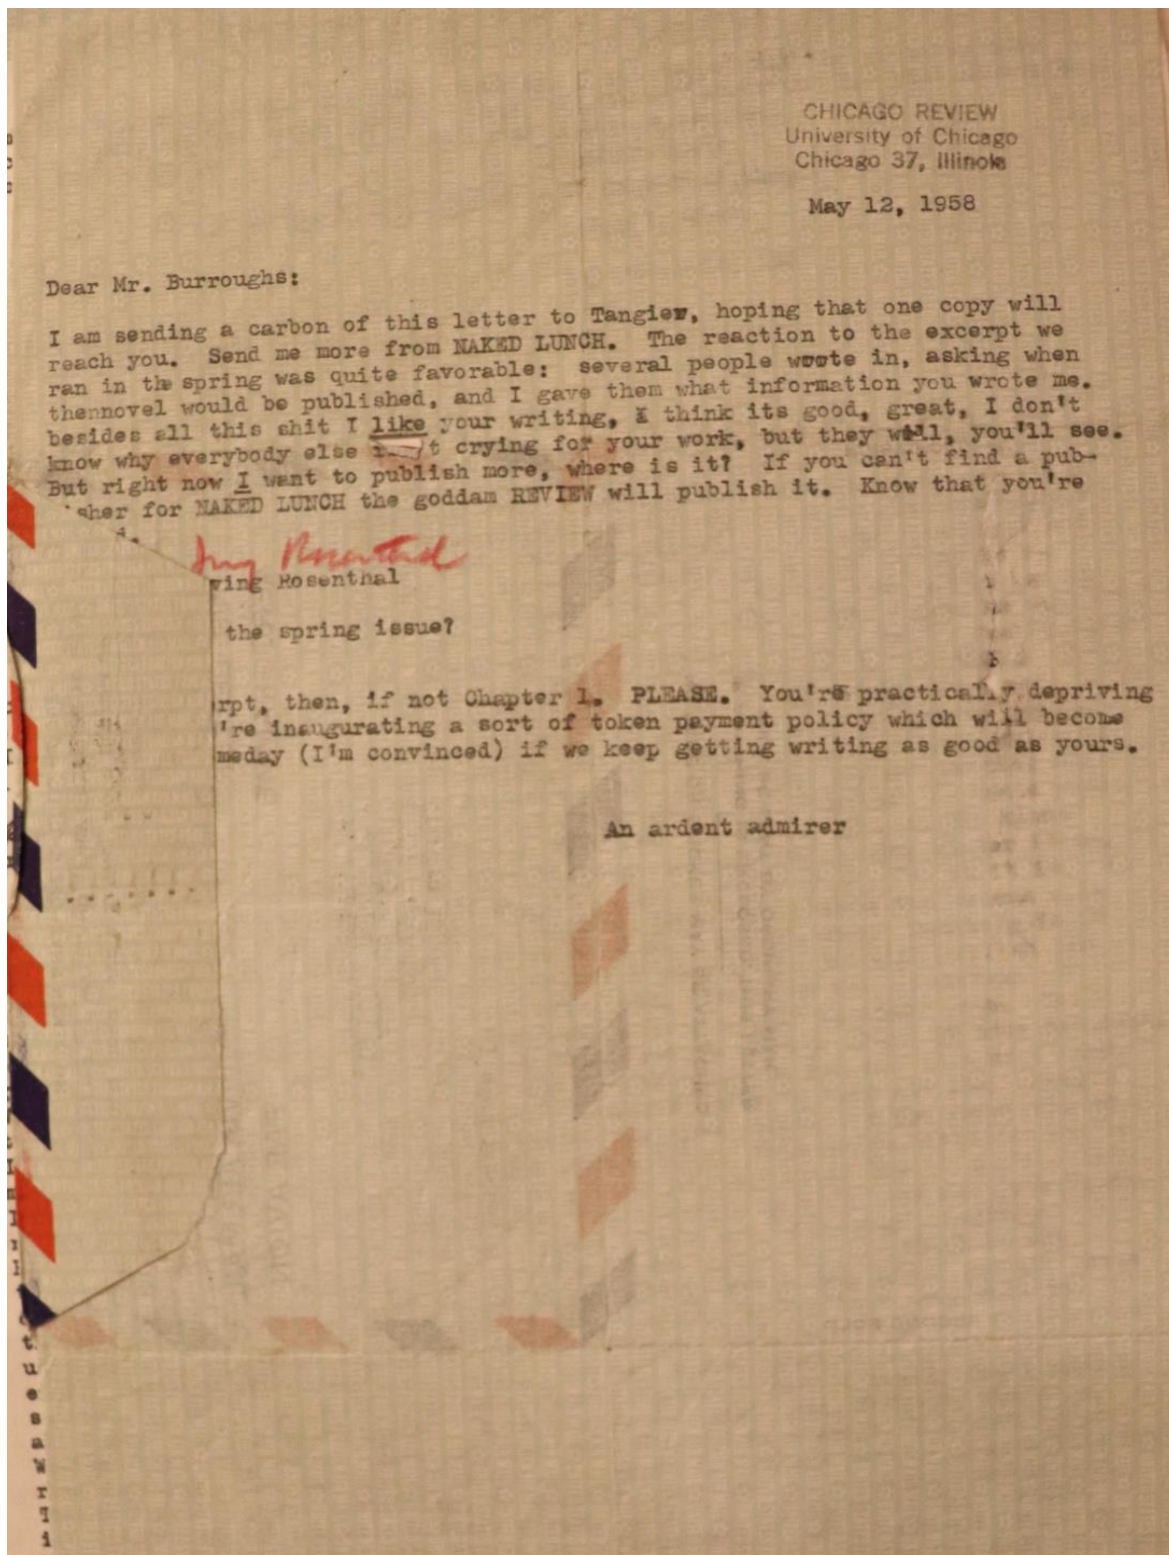 CHICAGO REVIEW
University of Chicago
Chicago 37, Illinois
May 12, 1958
Dear Mr. Burroughs:
I am sending a carbon of this letter to Tangier, hoping that one copy will
reach you. Send me more from NAKED LUNCH. The reaction to the excerpt we
ran in the spring was quite favorable: several people wrote in, asking when
thennovel would be published, and I gave them what information you wrote me.
besides all this shit I like your writing, I think its good, great, I don't
know why everybody else t crying for your work, but they will, you'll see.
But right now I want to publish more, where is it? If you can't find a pub-
sher for NAKED LUNCH the goddam REVIEW will publish it. Know that you're
d.
Irving Rosenthal
ving Rosenthal
the spring issue?
rpt, then, if not Chapter 1. PLEASE. You're practically depriving
're inaugurating a sort of token payment policy which will become
meday (I'm convinced) if we keep getting writing as good as yours.
An ardent admirer